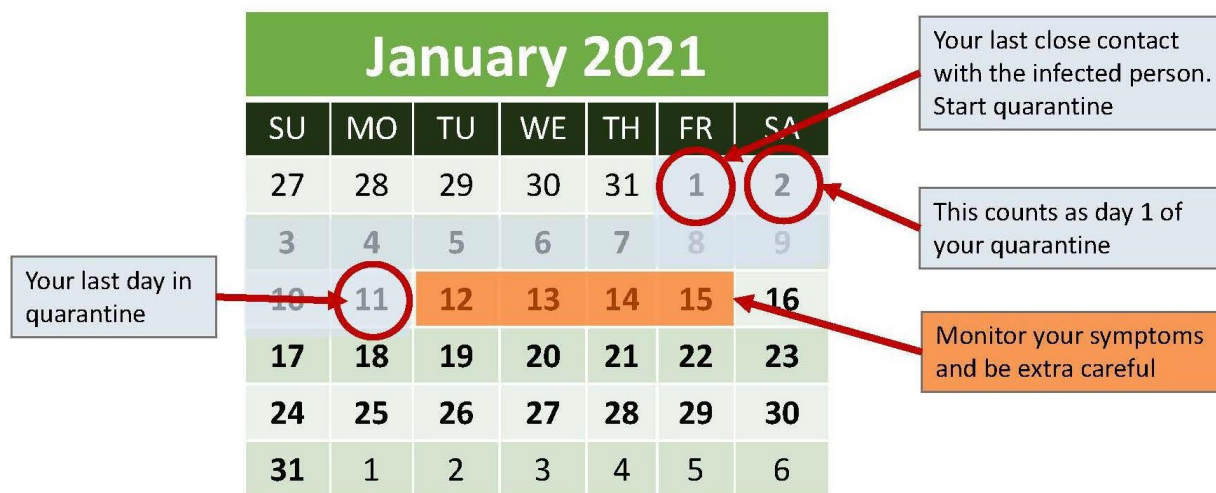 January 2021
SU MO TU WE TH FR SA
27 28 29 30 31 1 2
3 4 5 6 7 8 9
10 11 12 13 14 15 16
17 18 19 20 21 22 23
24 25 26 27 28 29 30
31 1 2 3 4 5 6
Your last close contact
with the infected person.
Start quarantine
This counts as day 1 of
your quarantine
Your last day in
quarantine
Monitor your symptoms
and be extra careful